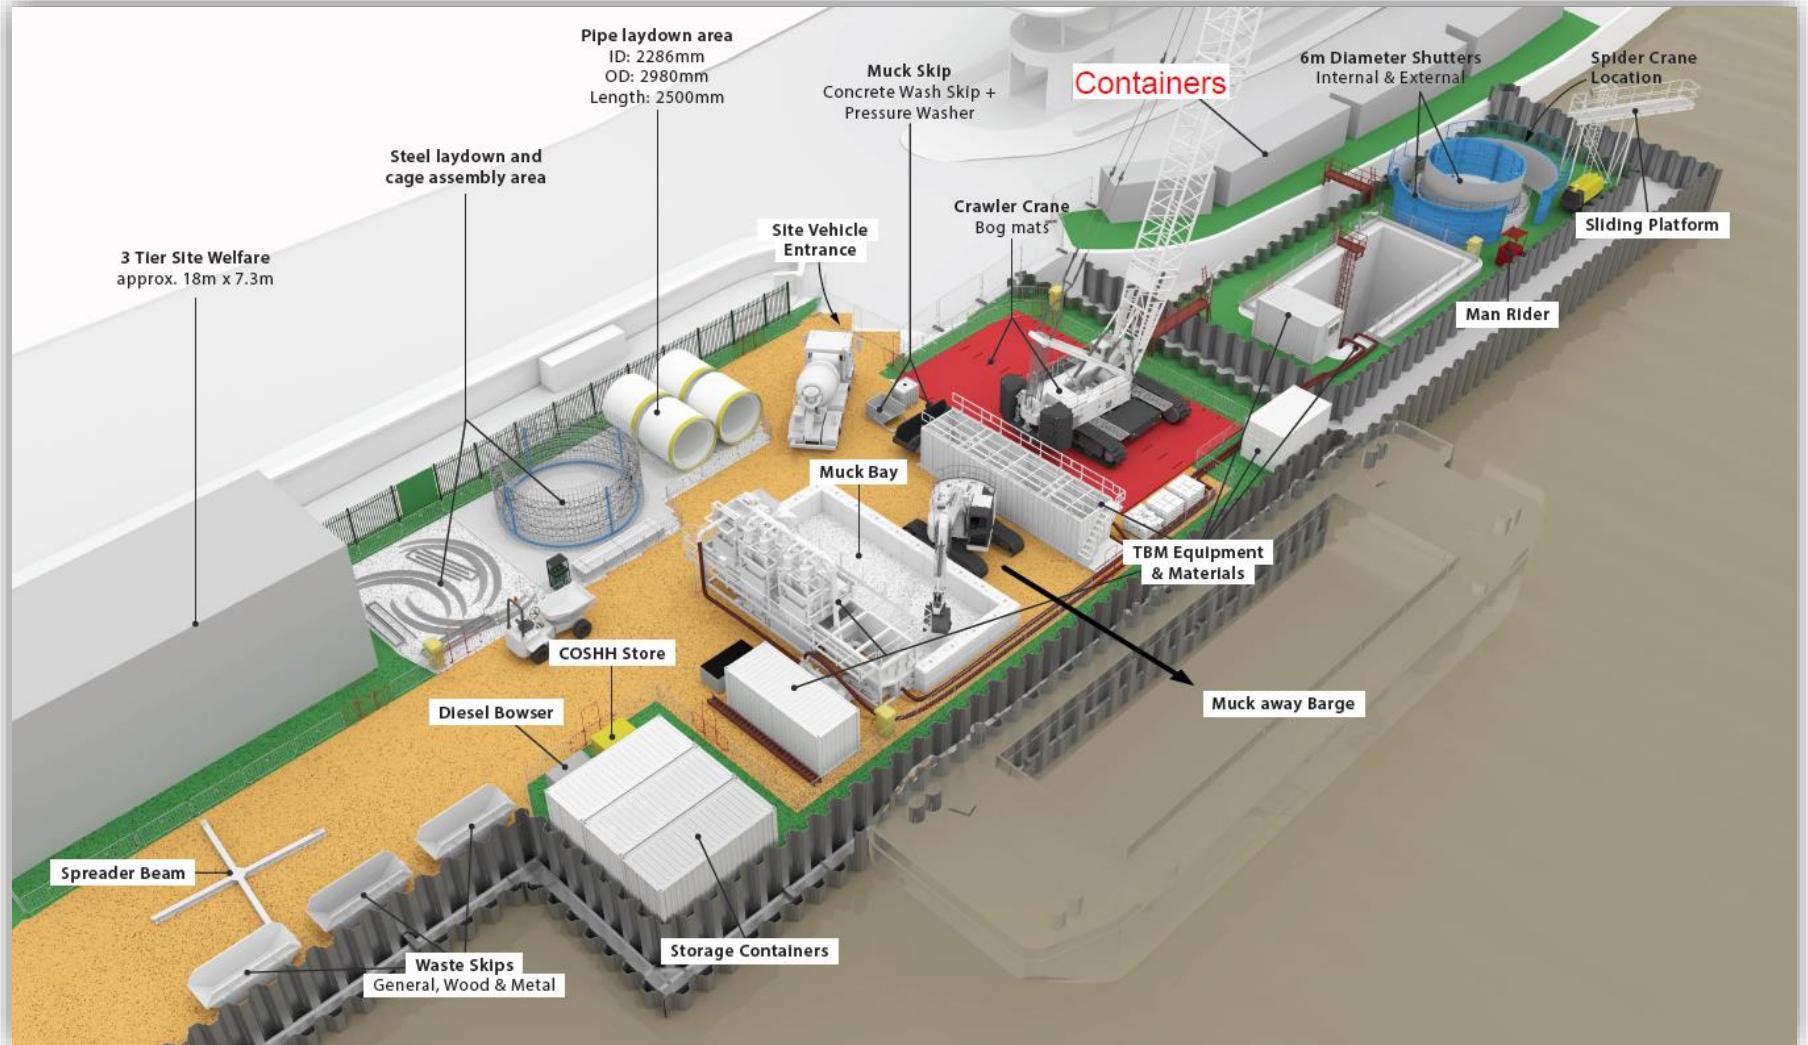 Pipe laydown area
ID: 2286mm
OD: 2980mm
Length: 2500mm
Muck Skip
Concrete Wash Skip +
Pressure Washer
Containers
6m Diameter Shutters
Internal & External
Spider Crane
Location
Steel laydown and
cage assembly area
Crawler Crane
Bog mats
Site Vehicle
Entrance
Sliding Platform
3 Tier Site Welfare
approx. 18m x 7.3m
Man Rider
Muck Bay
TBM Equipment
& Materials
COSHH Store
Diesel Bowser
Muck away Barge
Spreader Beam
Storage Containers
Waste Skips
General, Wood & Metal